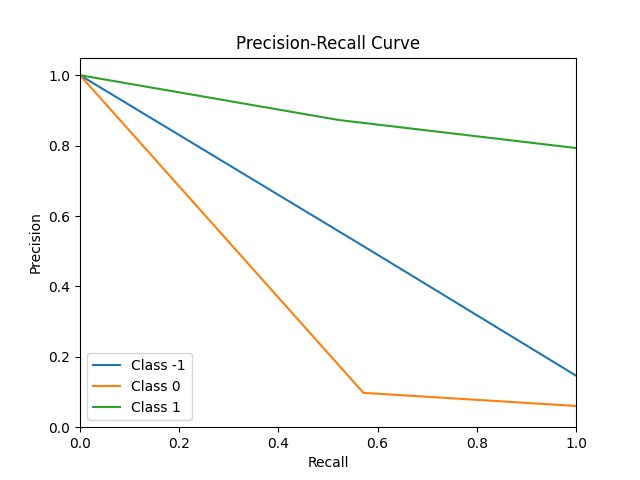 Precision-Recall Curve
1.0
0.8
0.6
0.4
0.2
0.0
Precision
Class -1
Class 0
Class 1
0.0 0.2 0.4 0.6 0.8 1.0
Recall